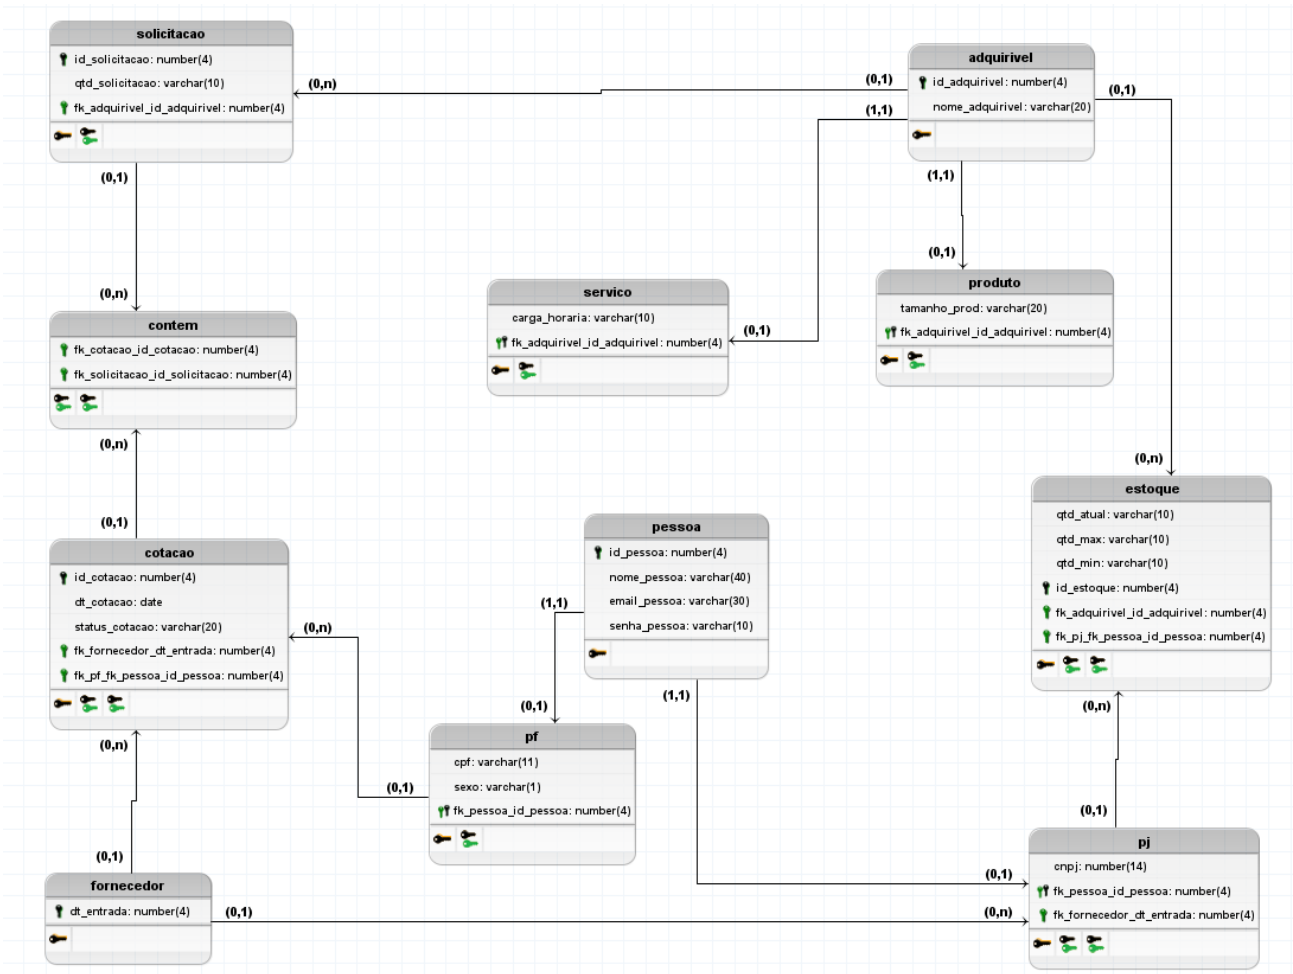 solicitacao
id_solicitacao: number(4)
qtd_solicitacao: varchar(10)
fk_adquirivel_id_adquirivel: number(4)
(0,n)
(0,1)
adquirivel
id_adquirivel: number(4)
nome_adquirivel: varchar(20)
(0,1)
(1,1)
(1,1)
(0,1)
(0,1)
(0,n)
servico
carga_horaria: varchar(10)
fk_adquirivel_id_adquirivel: number(4)
(0,1)
produto
tamanho_prod: varchar(20)
fk_adquirivel_id_adquirivel: number(4)
contem
fk_cotacao_id_cotacao: number(4)
fk_solicitacao_id_solicitacao: number(4)
(0,n)
(0,1)
(0,n)
estoque
qtd_atual: varchar(10)
qtd_max: varchar(10)
qtd_min: varchar(10)
id_estoque: number(4)
fk_adquirivel_id_adquirivel: number(4)
fk_pj_fk_pessoa_id_pessoa: number(4)
cotacao
id_cotacao: number(4)
dt_cotacao: date
status_cotacao: varchar(20)
fk_fornecedor_dt_entrada: number(4)
fk_pf_fk_pessoa_id_pessoa: number(4)
(0,n)
pessoa
id_pessoa: number(4)
nome_pessoa: varchar(40)
email_pessoa: varchar(30)
senha_pessoa: varchar(10)
(1,1)
(1,1)
(0,1)
(0,n)
(0,n)
pf
cpf: varchar(11)
sexo: varchar(1)
fk_pessoa_id_pessoa: number(4)
(0,1)
(0,1)
(0,1)
pj
cnpj: number(14)
fk_pessoa_id_pessoa: number(4)
fk_fornecedor_dt_entrada: number(4)
(0,1)
fornecedor
dt_entrada: number(4)
(0,1)
(0,n)